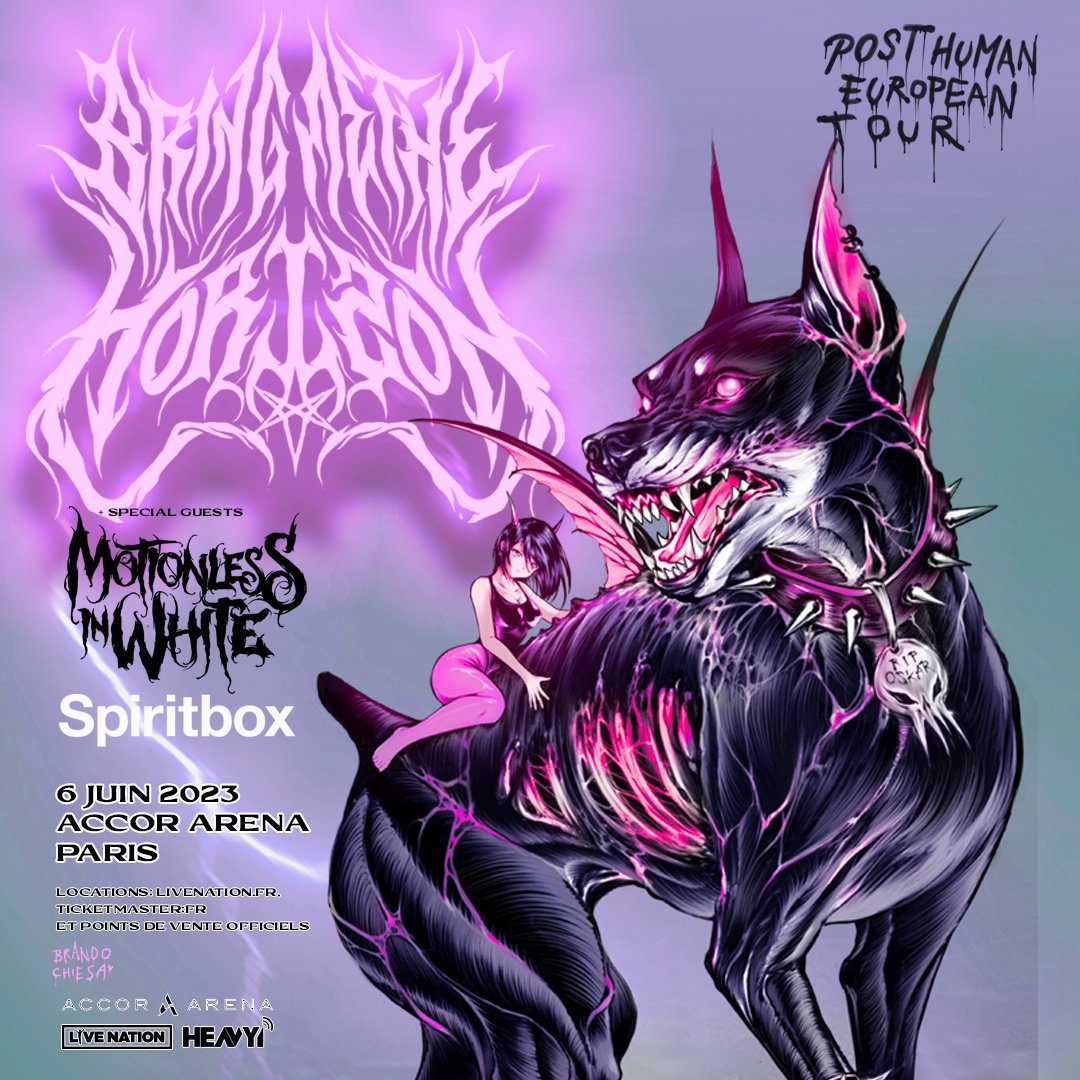 BRING ME THE
HORIZON
POST HUMAN
EUROPEAN
TOUR
+ SPECIAL GUESTS
MOTIONLESS
IN WHITE
Spiritbox
RIP
OSKAR
6 JUIN 2023
ACCOR ARENA
PARIS
LOCATIONS: LIVENATION.FR,
TICKETMASTER.FR
ET POINTS DE VENTE OFFICIELS
BRANDO
CHIESA
ACCOR ARENA
LIVE NATION HEAVY1